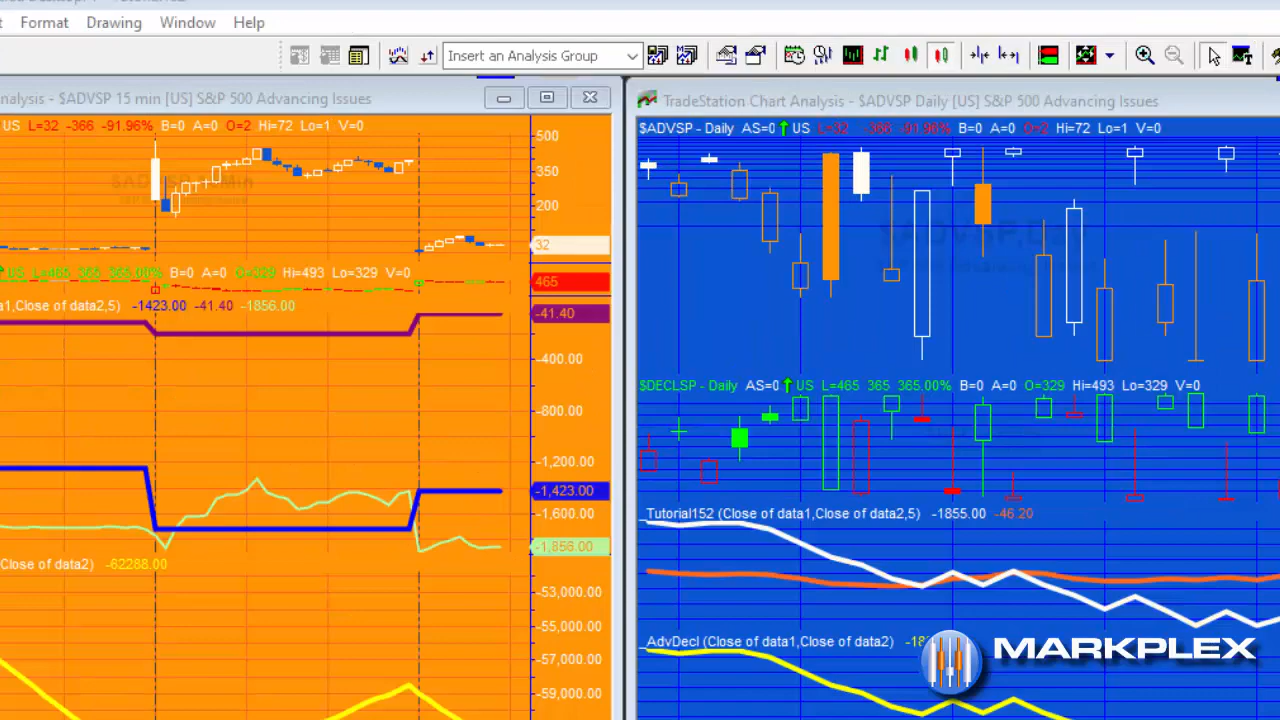 Format Drawing Window Help
Insert an Analysis Group
nalysis - $ADVSP 15 min [US] S&P 500 Advancing Issues
US L=32 -366 -91.96% B=0 A=0 O=2 Hi=72 Lo=1 V=0
500
350
200
32
US L=465 365 365.00% B=0 A=0 O=329 Hi=493 Lo=329 V=0
465
a1,Close of data2,5) -1423.00 -41.40 -1856.00
-41.40
-400.00
-800.00
-1,200.00
-1,423.00
-1,600.00
-1,856.00
Close of data2) -62288.00
-53,000.00
-55,000.00
-57,000.00
-59,000.00
TradeStation Chart Analysis - $ADVSP Daily [US] S&P 500 Advancing Issues
$ADVSP - Daily AS=0 US L=32 -366 -91.96% B=0 A=0 O=2 Hi=72 Lo=1 V=0
$DECLSP - Daily AS=0 US L=465 365 365.00% B=0 A=0 O=329 Hi=493 Lo=329 V=0
Tutorial152 (Close of data1,Close of data2,5) -1855.00 -46.20
AdvDecl (Close of data1,Close of data2)
MARKPLEX